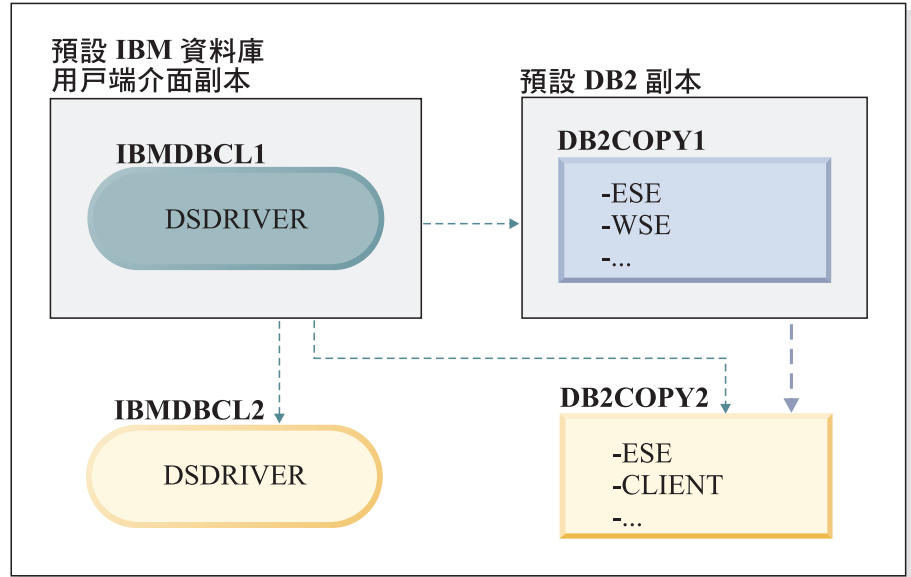 預設 IBM 資料庫
用戶端介面副本
IBMDBCL1
DSDRIVER
預設 DB2 副本
DB2COPY1
-ESE
-WSE
-...
IBMDBCL2
DSDRIVER
DB2COPY2
-ESE
-CLIENT
-...